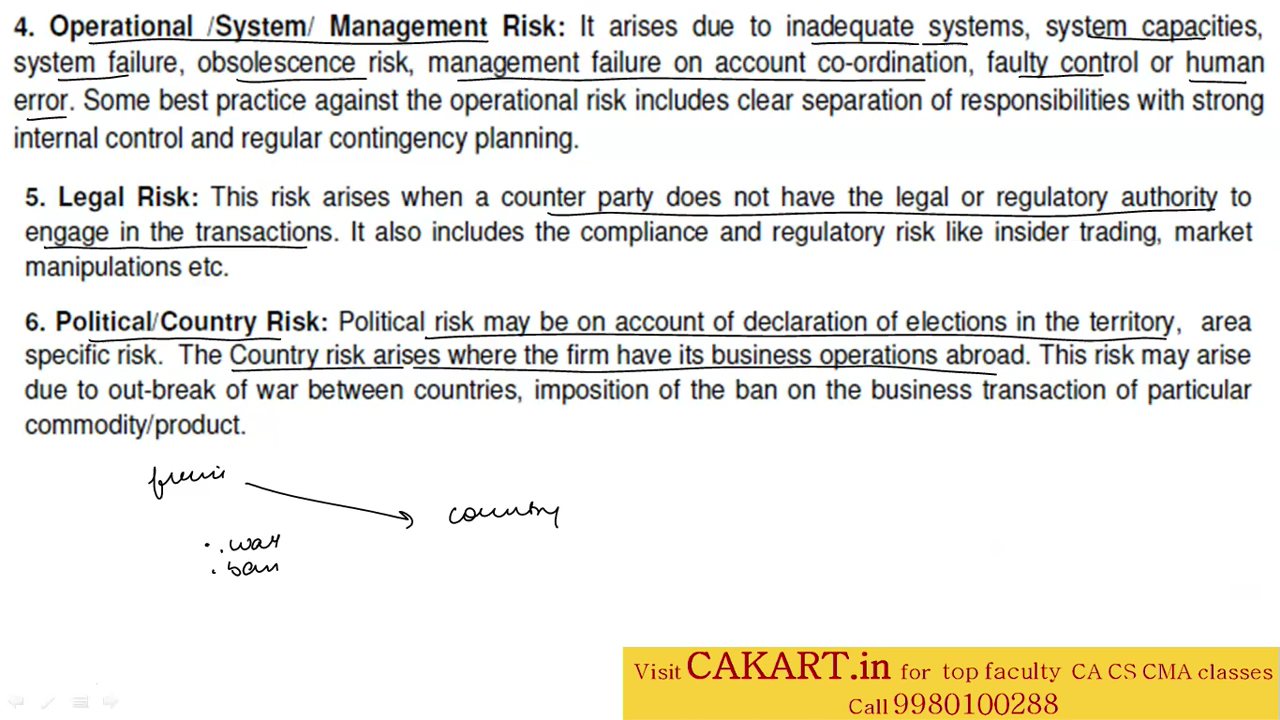 4. Operational /System/ Management Risk: It arises due to inadequate systems, system capacities,
system failure, obsolescence risk, management failure on account co-ordination, faulty control or human
error. Some best practice against the operational risk includes clear separation of responsibilities with strong
internal control and regular contingency planning.
5. Legal Risk: This risk arises when a counter party does not have the legal or regulatory authority to
engage in the transactions. It also includes the compliance and regulatory risk like insider trading, market
manipulations etc.
6. Political/Country Risk: Political risk may be on account of declaration of elections in the territory, area
specific risk. The Country risk arises where the firm have its business operations abroad. This risk may arise
due to out-break of war between countries, imposition of the ban on the business transaction of particular
commodity/product.
country
. war
. ban
Visit CAKART.in for top faculty CA CS CMA classes
Call 9980100288